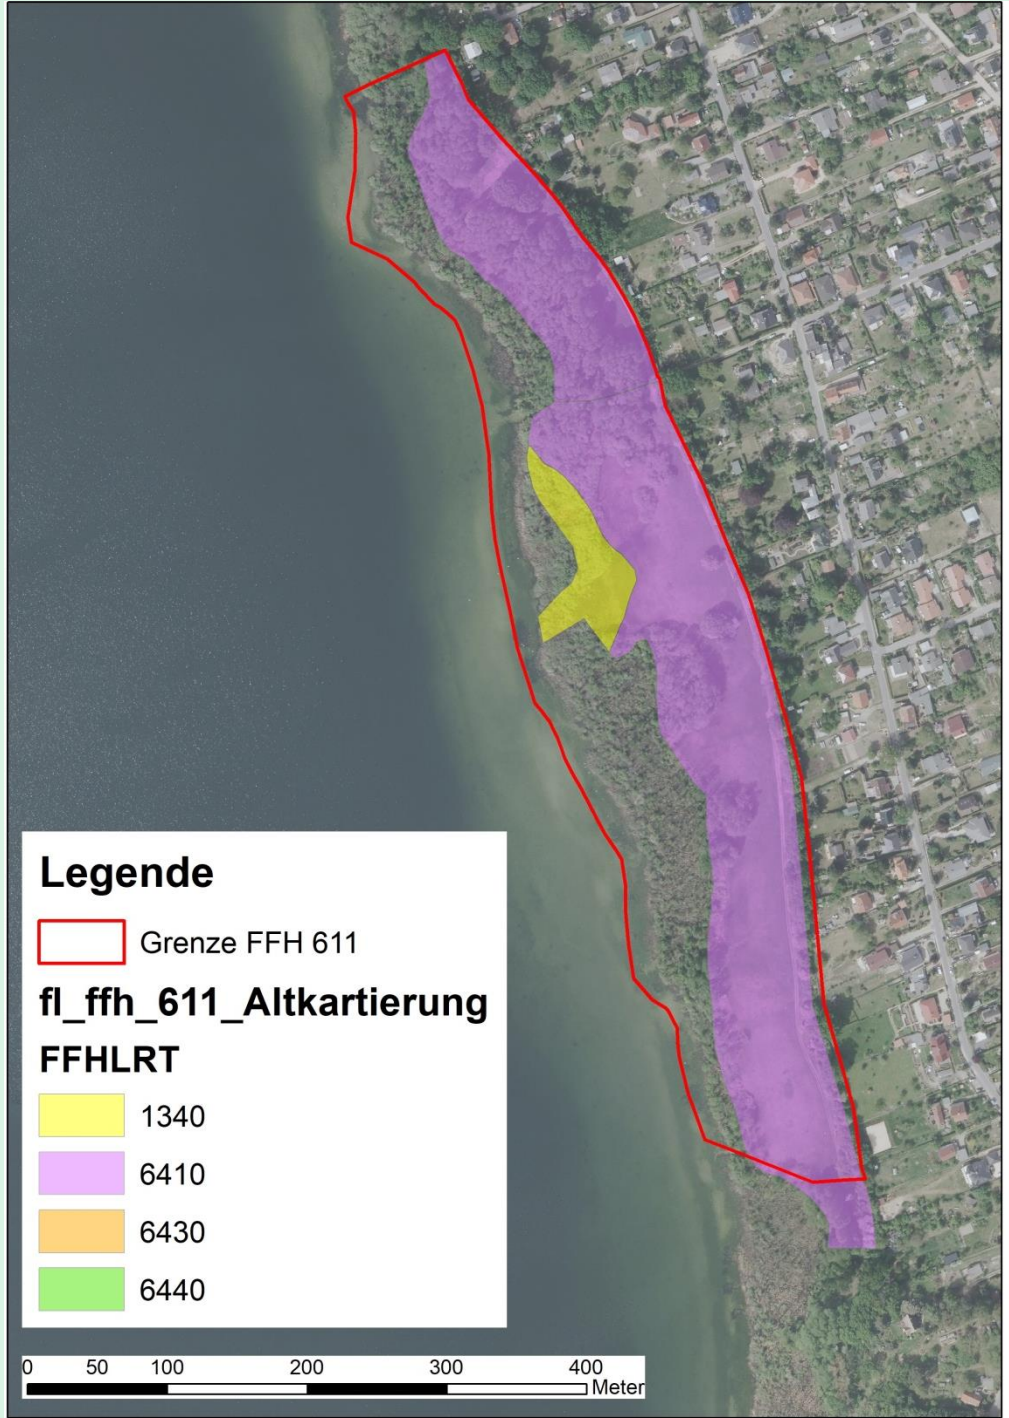 Legende
Grenze FFH 611
fl_ffh_611_Altkartierung
FFHLRT
1340
6410
6430
6440
0 50 100 200 300 400
Meter